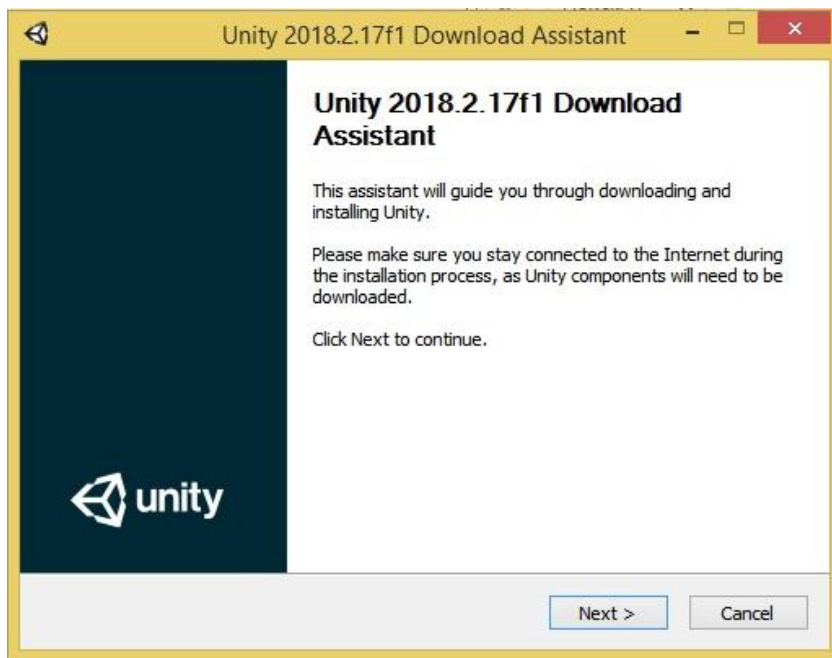 Unity 2018.2.17f1 Download Assistant
Unity 2018.2.17f1 Download
Assistant
This assistant will guide you through downloading and
installing Unity.
Please make sure you stay connected to the Internet during
the installation process, as Unity components will need to be
downloaded.
Click Next to continue.
unity
Next >
Cancel